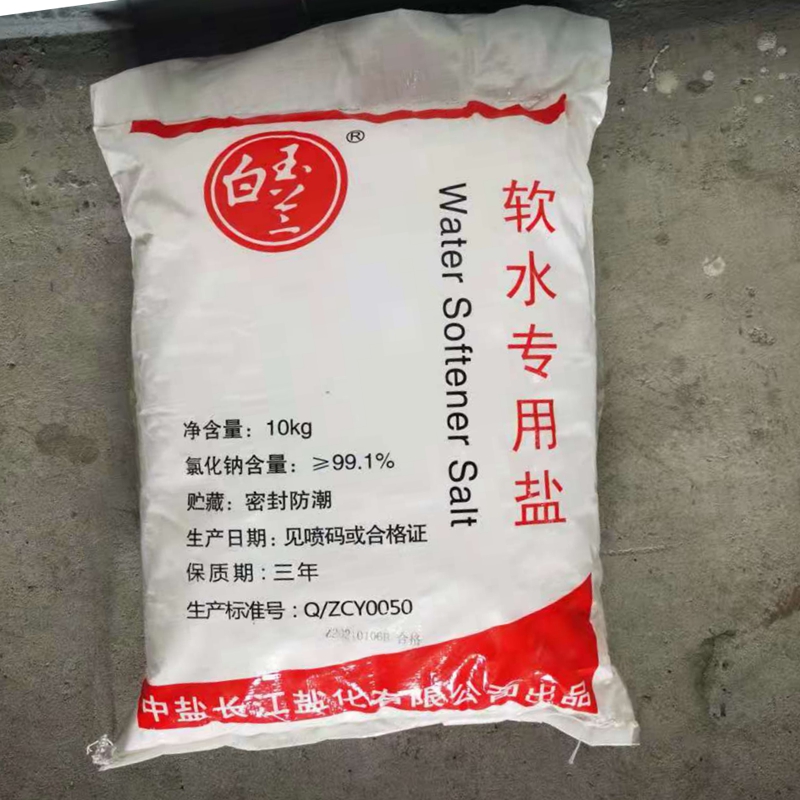 白玉兰
®
软水专用盐
Water Softener Salt
净含量：10kg
氯化钠含量：≥99.1%
贮藏：密封防潮
生产日期：见喷码或合格证
保质期：三年
生产标准号：Q/ZCY0050
合格
中盐长江盐化有限公司出品